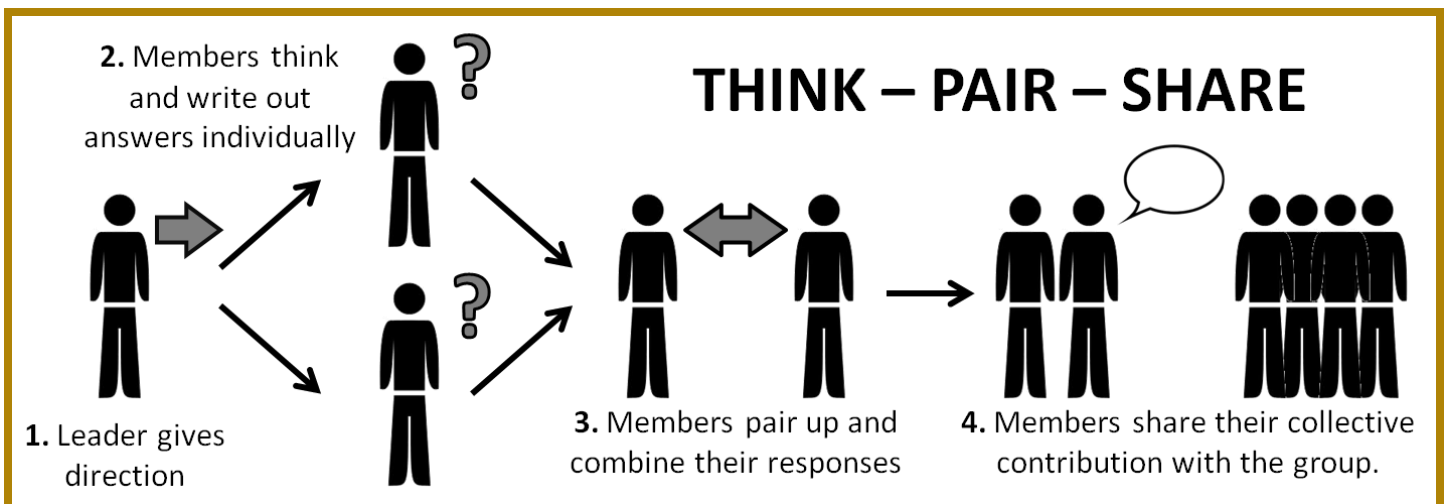 THINK – PAIR – SHARE
1. Leader gives
direction
2. Members think
and write out
answers individually
?
?
3. Members pair up and
combine their responses
4. Members share their collective
contribution with the group.